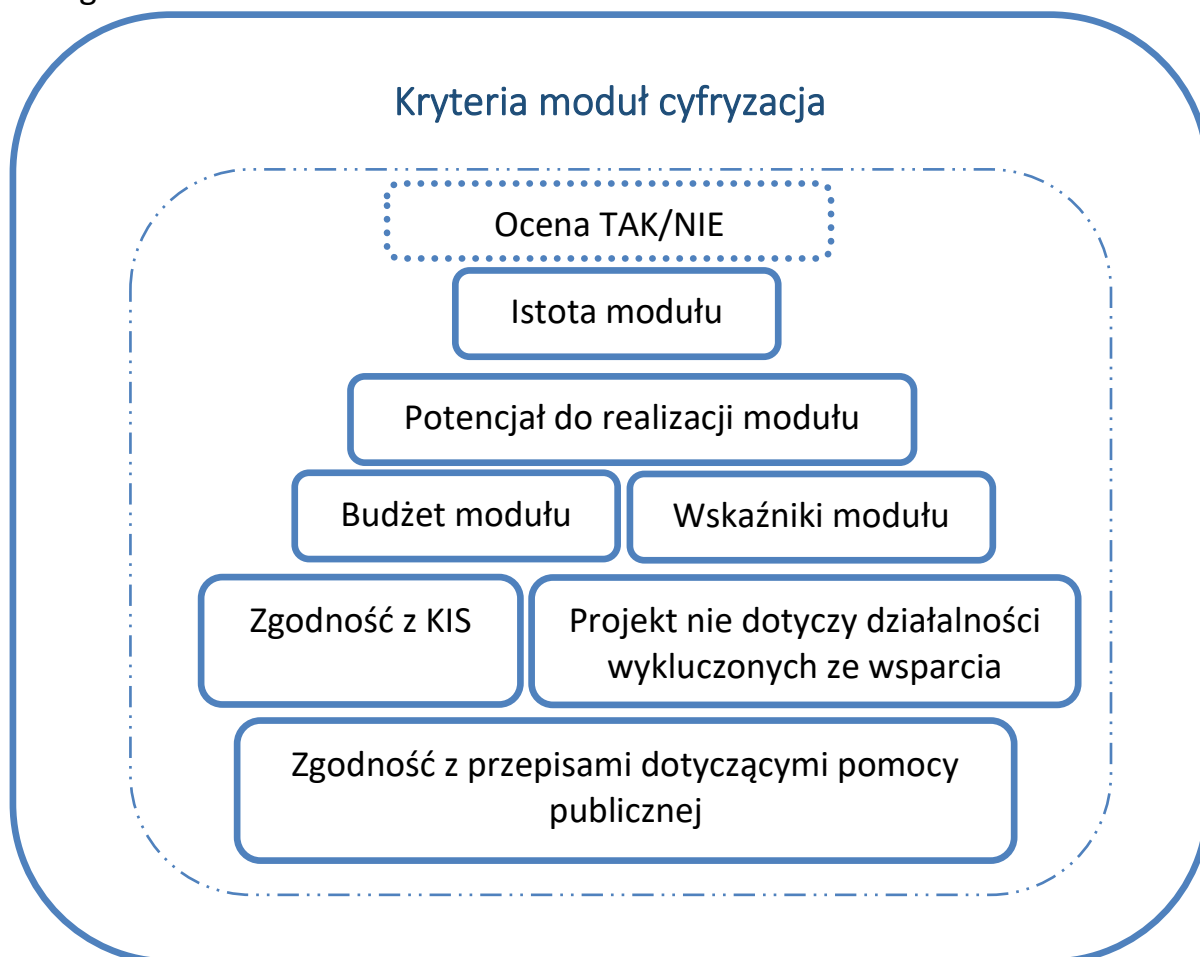 Kryteria moduł cyfryzacja
Ocena TAK/NIE
Istota modułu
Potencjał do realizacji modułu
Budżet modułu
Wskaźniki modułu
Zgodność z KIS
Projekt nie dotyczy działalności
wykluczonych ze wsparcia
Zgodność z przepisami dotyczącymi pomocy
publicznej